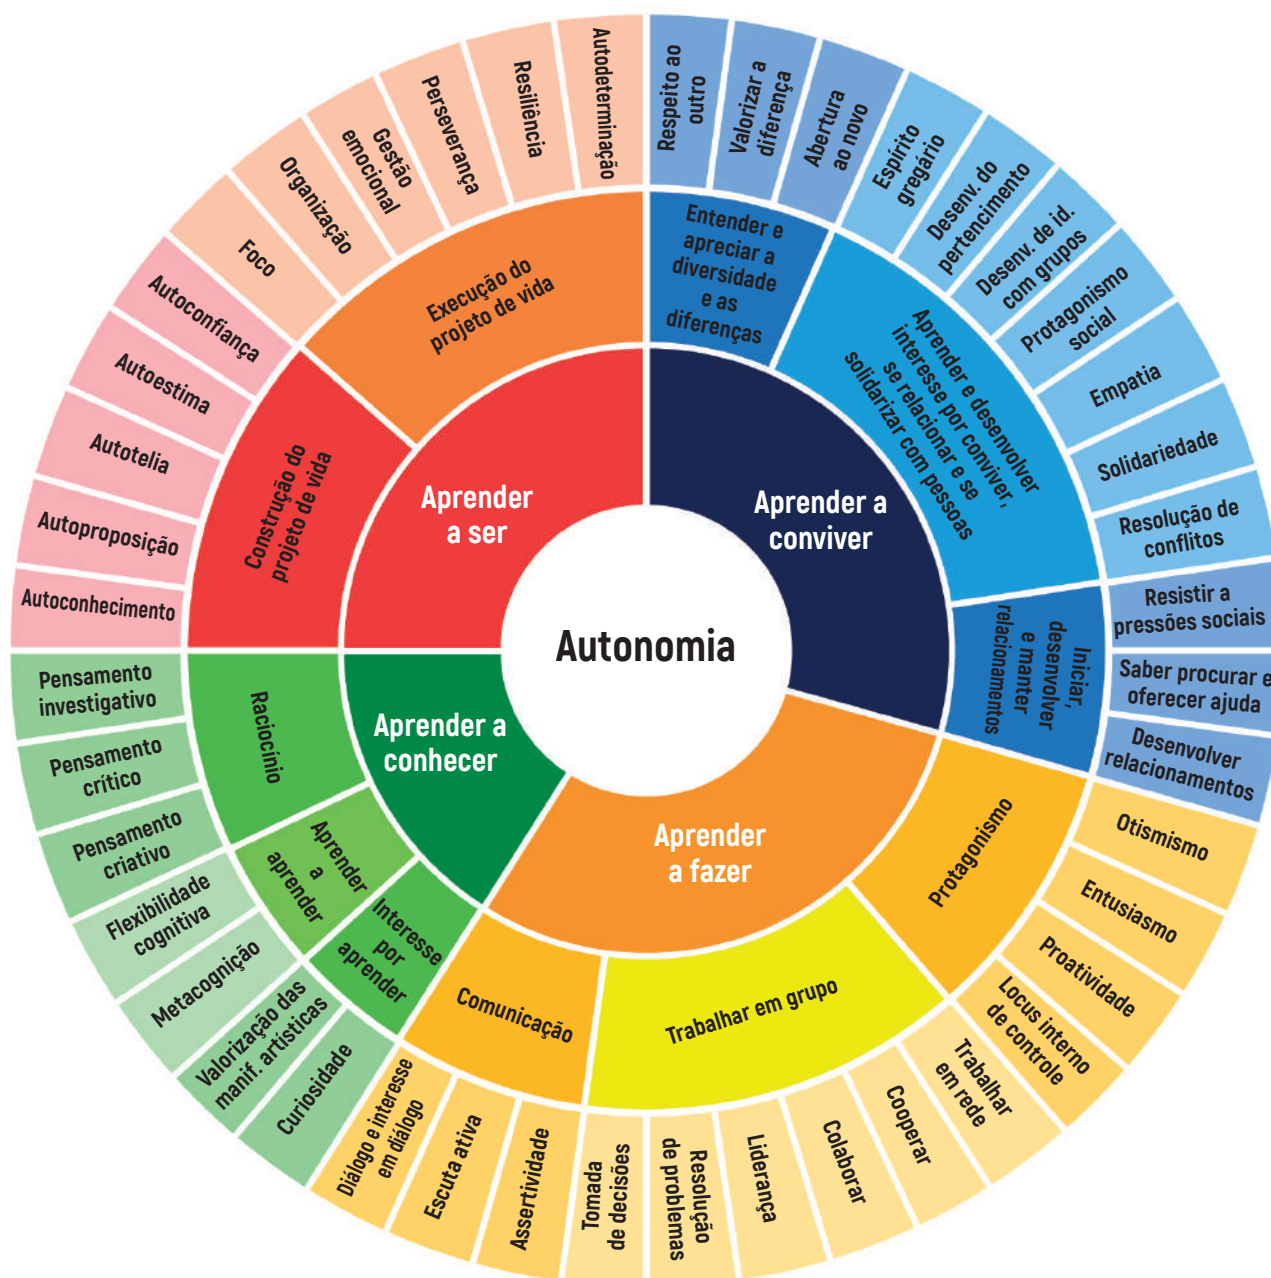 Autonomia
Aprender
a ser
Aprender a
conviver
Aprender
a fazer
Aprender a
conhecer
Execução do
projeto de vida
Construção do
projeto de vida
Entender e
apreciar a
diversidade
e as
diferenças
Aprender e desenvolver
interesse por conviver,
se relacionar e se
solidarizar com pessoas
Iniciar,
desenvolver
e manter
relacionamentos
Protagonismo
Trabalhar em grupo
Comunicação
Interesse
por
aprender
Aprender
a
aprender
Raciocínio
Respeito ao
outro
Valorizar a
diferença
Abertura
ao novo
Espírito
gregário
Desenv. do
pertencimento
Desenv. de id.
com grupos
Protagonismo
social
Empatia
Solidariedade
Resolução de
conflitos
Resistir a
pressões sociais
Saber procurar e
oferecer ajuda
Desenvolver
relacionamentos
Otismismo
Entusiasmo
Proatividade
Locus interno
de controle
Trabalhar
em rede
Cooperar
Colaborar
Liderança
Resolução
de problemas
Tomada
de decisões
Assertividade
Escuta ativa
Diálogo e interesse
em diálogo
Curiosidade
Valorização das
manif. artísticas
Metacognição
Flexibilidade
cognitiva
Pensamento
criativo
Pensamento
crítico
Pensamento
investigativo
Autoconhecimento
Autoproposição
Autotelia
Autoestima
Autoconfiança
Foco
Organização
Gestão
emocional
Perseverança
Resiliência
Autodeterminação